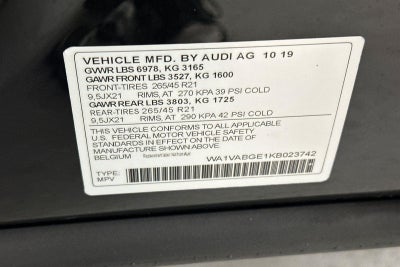 VEHICLE MFD. BY AUDI AG 10 19
GVWR LBS 6978, KG 3165
GAWR FRONT LBS 3527, KG 1600
FRONT-TIRES 265/45 R21
9,5JX21 RIMS, AT 270 KPA 39 PSI COLD
GAWR REAR LBS 3803, KG 1725
REAR-TIRES 265/45 R21
9,5JX21 RIMS, AT 290 KPA 42 PSI COLD
THIS VEHICLE CONFORMS TO ALL APPLICABLE
U.S. FEDERAL MOTOR VEHICLE SAFETY
STANDARDS IN EFFECT ON THE DATE OF
MANUFACTURE SHOWN ABOVE.
BELGIUM WA1VABGE1KB023742
TYPE:
MPV